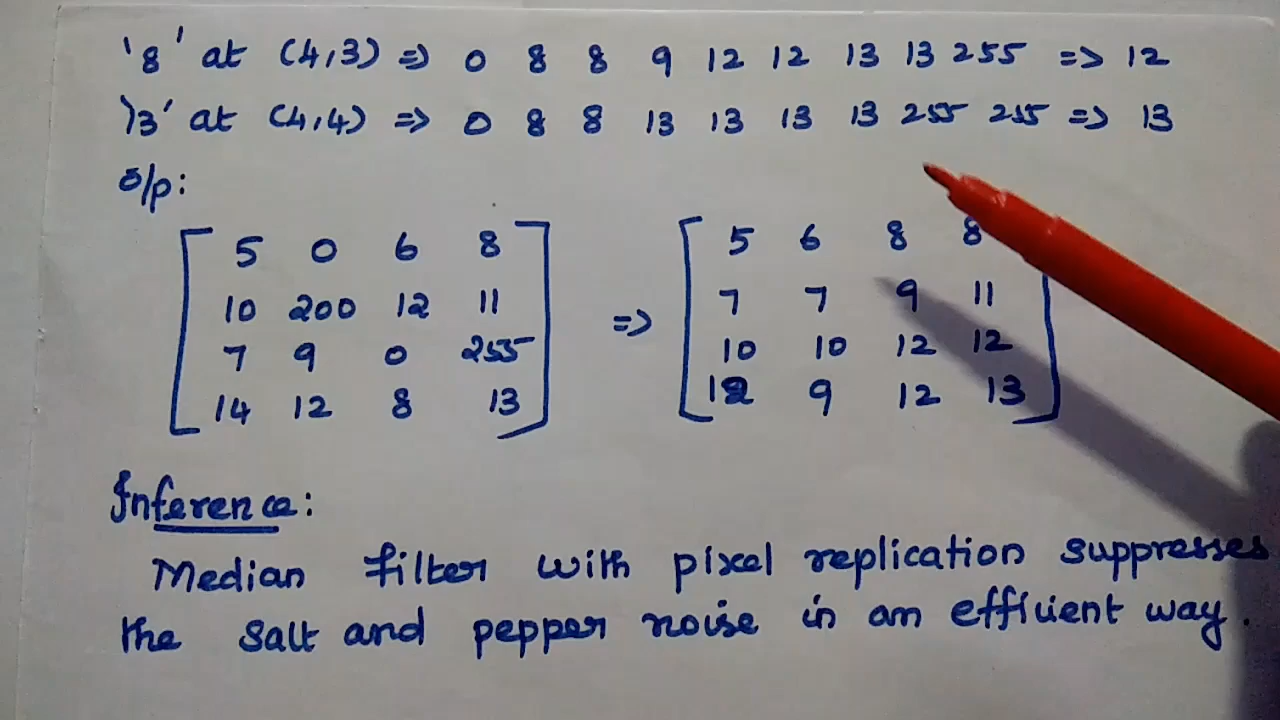 '8' at (4,3) => 0 8 8 9 12 12 13 13 255 => 12
'13' at (4,4) => 0 8 8 13 13 13 13 255 255 => 13
o/p:
5 0 6 8 => 5 6 8 8
10 200 12 11 7 7 9 11
7 9 0 255 10 10 12 12
14 12 8 13 12 9 12 13
Inference:
Median filter with pixel replication suppresses
the salt and pepper noise in an efficient way.